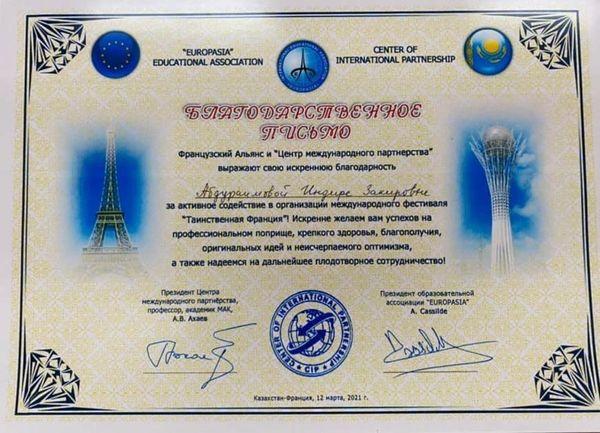 "EUROPASIA"
EDUCATIONAL ASSOCIATION
CENTER OF
INTERNATIONAL PARTNERSHIP
БЛАГОДАРСТВЕННОЕ
ПИСЬМО
Французский Альянс и "Центр международного партнерства"
выражают свою искреннюю благодарность
Абдураимовой Индире Закировне
за активное содействие в организации международного фестиваля
"Таинственная Франция"! Искренне желаем вам успехов на
профессиональном поприще, крепкого здоровья, благополучия,
оригинальных идей и неисчерпаемого оптимизма,
а также надеемся на дальнейшее плодотворное сотрудничество!
Президент Центра
международного партнёрства,
профессор, академик МАК,
А.В. Ахаев
Президент образовательной
ассоциации "EUROPASIA"
A. Cassilde
CENTER OF INTERNATIONAL PARTNERSHIP
CIP
Казахстан-Франция, 12 марта, 2021 г.